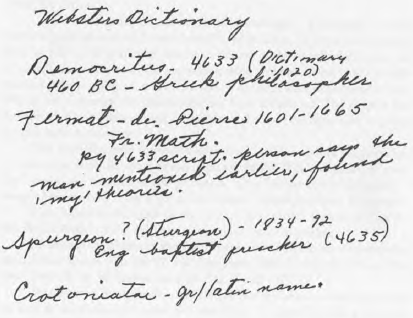 Websters Dictionary
Democritus - 4633 (Dictionary
1020)
460 BC - Greek philosopher
Fermat - de. Pierre 1601-1665
Fr. Math.
Pg 4633 script. person says the
man mentioned earlier, found
'my' theories.
Spurgeon? (Sturgeon) - 1834-92
Eng baptist preacher (4635)
Crotoniatae - gr/latin name.